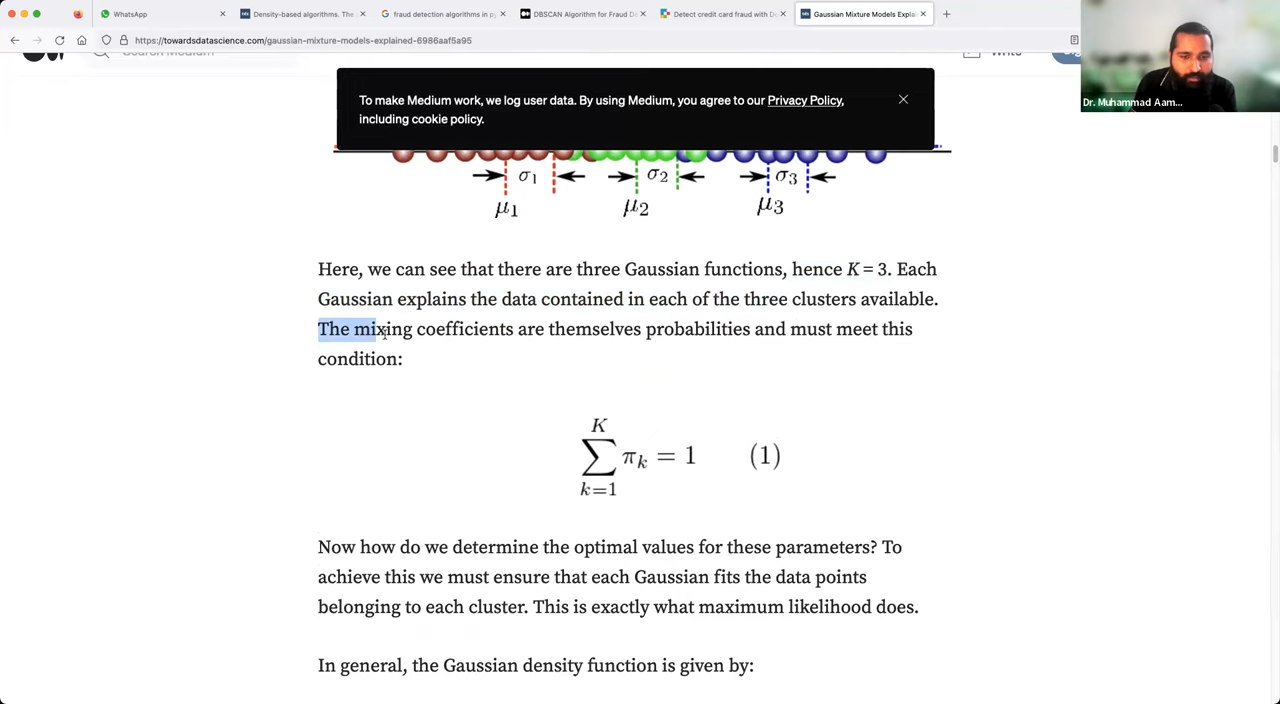 WhatsApp
Density-based algorithms. The
fraud detection algorithms in p
DBSCAN Algorithm for Fraud D
Detect credit card fraud with D
Gaussian Mixture Models Expla
https://towardsdatascience.com/gaussian-mixture-models-explained-6986aaf5a95
Search Medium
Write
Dr. Muhammad Aam...
To make Medium work, we log user data. By using Medium, you agree to our Privacy Policy,
including cookie policy.
σ1 σ2 σ3
μ1 μ2 μ3
Here, we can see that there are three Gaussian functions, hence K = 3. Each
Gaussian explains the data contained in each of the three clusters available.
The mixing coefficients are themselves probabilities and must meet this
condition:
K
∑ πk = 1 (1)
k=1
Now how do we determine the optimal values for these parameters? To
achieve this we must ensure that each Gaussian fits the data points
belonging to each cluster. This is exactly what maximum likelihood does.
In general, the Gaussian density function is given by: